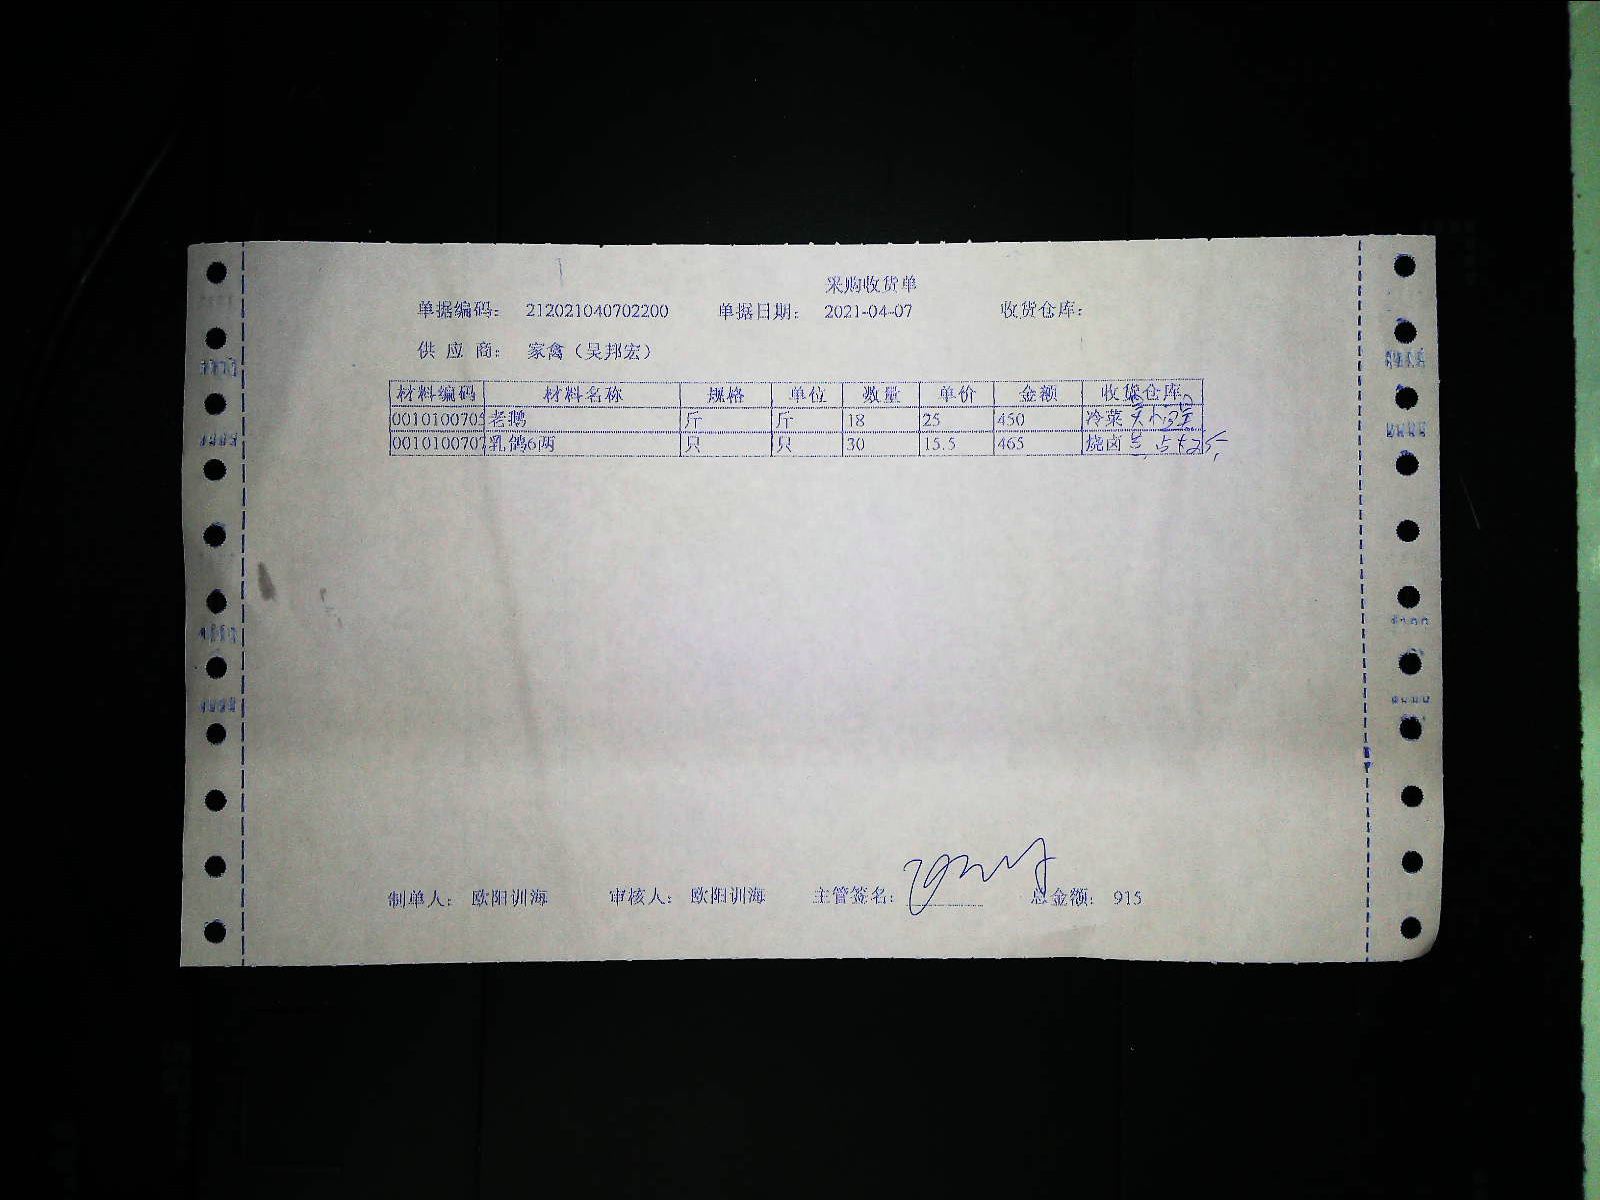 采购收货单
单据编码： 212021040702200 单据日期： 2021-04-07 收货仓库：
供 应 商： 家禽（吴邦宏）
材料编码 材料名称 规格 单位 数量 单价 金额 收货仓库
0010100705 老鹅 斤 斤 18 25 450 冷菜
0010100707 乳鸽6两 只 只 30 15.5 465 烧卤
制单人： 欧阳训海 审核人： 欧阳训海 主管签名： 总金额： 915